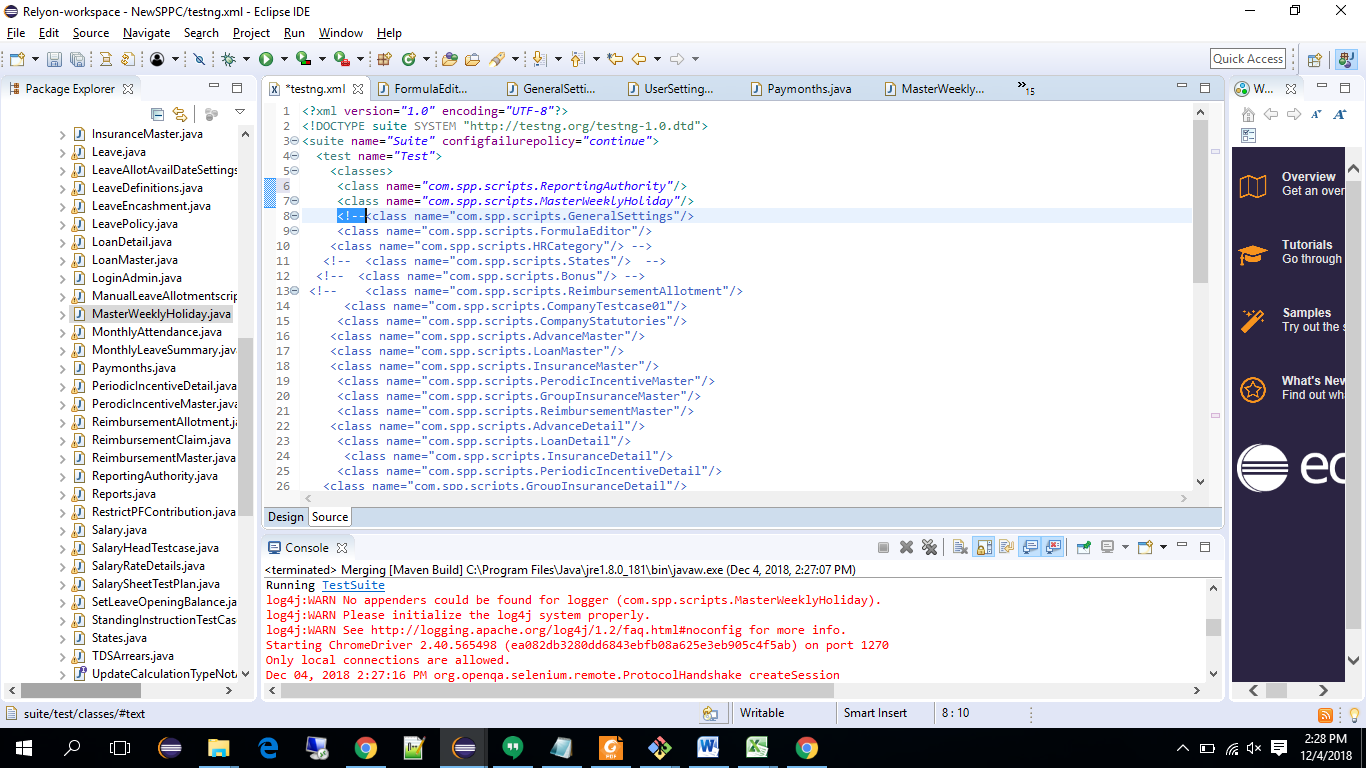 Relyon-workspace - NewSPPC/testng.xml - Eclipse IDE
File Edit Source Navigate Search Project Run Window Help
Quick Access
Package Explorer
InsuranceMaster.java
Leave.java
LeaveAllotAvailDateSettings
LeaveDefinitions.java
LeaveEncashment.java
LeavePolicy.java
LoanDetail.java
LoanMaster.java
LoginAdmin.java
ManualLeaveAllotmentscrip
MasterWeeklyHoliday.java
MonthlyAttendance.java
MonthlyLeaveSummary.java
Paymonths.java
PeriodicIncentiveDetail.java
PerodicIncentiveMaster.java
ReimbursementAllotment.ja
ReimbursementClaim.java
ReimbursementMaster.java
ReportingAuthority.java
Reports.java
RestrictPFContribution.java
Salary.java
SalaryHeadTestcase.java
SalaryRateDetails.java
SalarySheetTestPlan.java
SetLeaveOpeningBalance.ja
StandingInstructionTestCas
States.java
TDSArrears.java
UpdateCalculationTypeNotA
*testng.xml FormulaEdit... GeneralSetti... UserSetting... Paymonths.java MasterWeekly... »15
1 <?xml version="1.0" encoding="UTF-8"?>
2 <!DOCTYPE suite SYSTEM "http://testng.org/testng-1.0.dtd">
3 <suite name="Suite" configfailurepolicy="continue">
4 <test name="Test">
5 <classes>
6 <class name="com.spp.scripts.ReportingAuthority"/>
7 <class name="com.spp.scripts.MasterWeeklyHoliday"/>
8 <!--<class name="com.spp.scripts.GeneralSettings"/>
9 <class name="com.spp.scripts.FormulaEditor"/>
10 <class name="com.spp.scripts.HRCategory"/> -->
11 <!-- <class name="com.spp.scripts.States"/> -->
12 <!-- <class name="com.spp.scripts.Bonus"/> -->
13 <!-- <class name="com.spp.scripts.ReimbursementAllotment"/>
14 <class name="com.spp.scripts.CompanyTestcase01"/>
15 <class name="com.spp.scripts.CompanyStatutories"/>
16 <class name="com.spp.scripts.AdvanceMaster"/>
17 <class name="com.spp.scripts.LoanMaster"/>
18 <class name="com.spp.scripts.InsuranceMaster"/>
19 <class name="com.spp.scripts.PerodicIncentiveMaster"/>
20 <class name="com.spp.scripts.GroupInsuranceMaster"/>
21 <class name="com.spp.scripts.ReimbursementMaster"/>
22 <class name="com.spp.scripts.AdvanceDetail"/>
23 <class name="com.spp.scripts.LoanDetail"/>
24 <class name="com.spp.scripts.InsuranceDetail"/>
25 <class name="com.spp.scripts.PeriodicIncentiveDetail"/>
26 <class name="com.spp.scripts.GroupInsuranceDetail"/>
Design Source
Console
<terminated> Merging [Maven Build] C:\Program Files\Java\jre1.8.0_181\bin\javaw.exe (Dec 4, 2018, 2:27:07 PM)
Running TestSuite
log4j:WARN No appenders could be found for logger (com.spp.scripts.MasterWeeklyHoliday).
log4j:WARN Please initialize the log4j system properly.
log4j:WARN See http://logging.apache.org/log4j/1.2/faq.html#noconfig for more info.
Starting ChromeDriver 2.40.565498 (ea082db3280dd6843ebfb08a625e3eb905c4f5ab) on port 1270
Only local connections are allowed.
Dec 04, 2018 2:27:16 PM org.openqa.selenium.remote.ProtocolHandshake createSession
W...
Overview
Get an over
Tutorials
Go through
Samples
Try out the s
What's New
Find out wha
ec
suite/test/classes/#text Writable Smart Insert 8 : 10
2:28 PM
12/4/2018